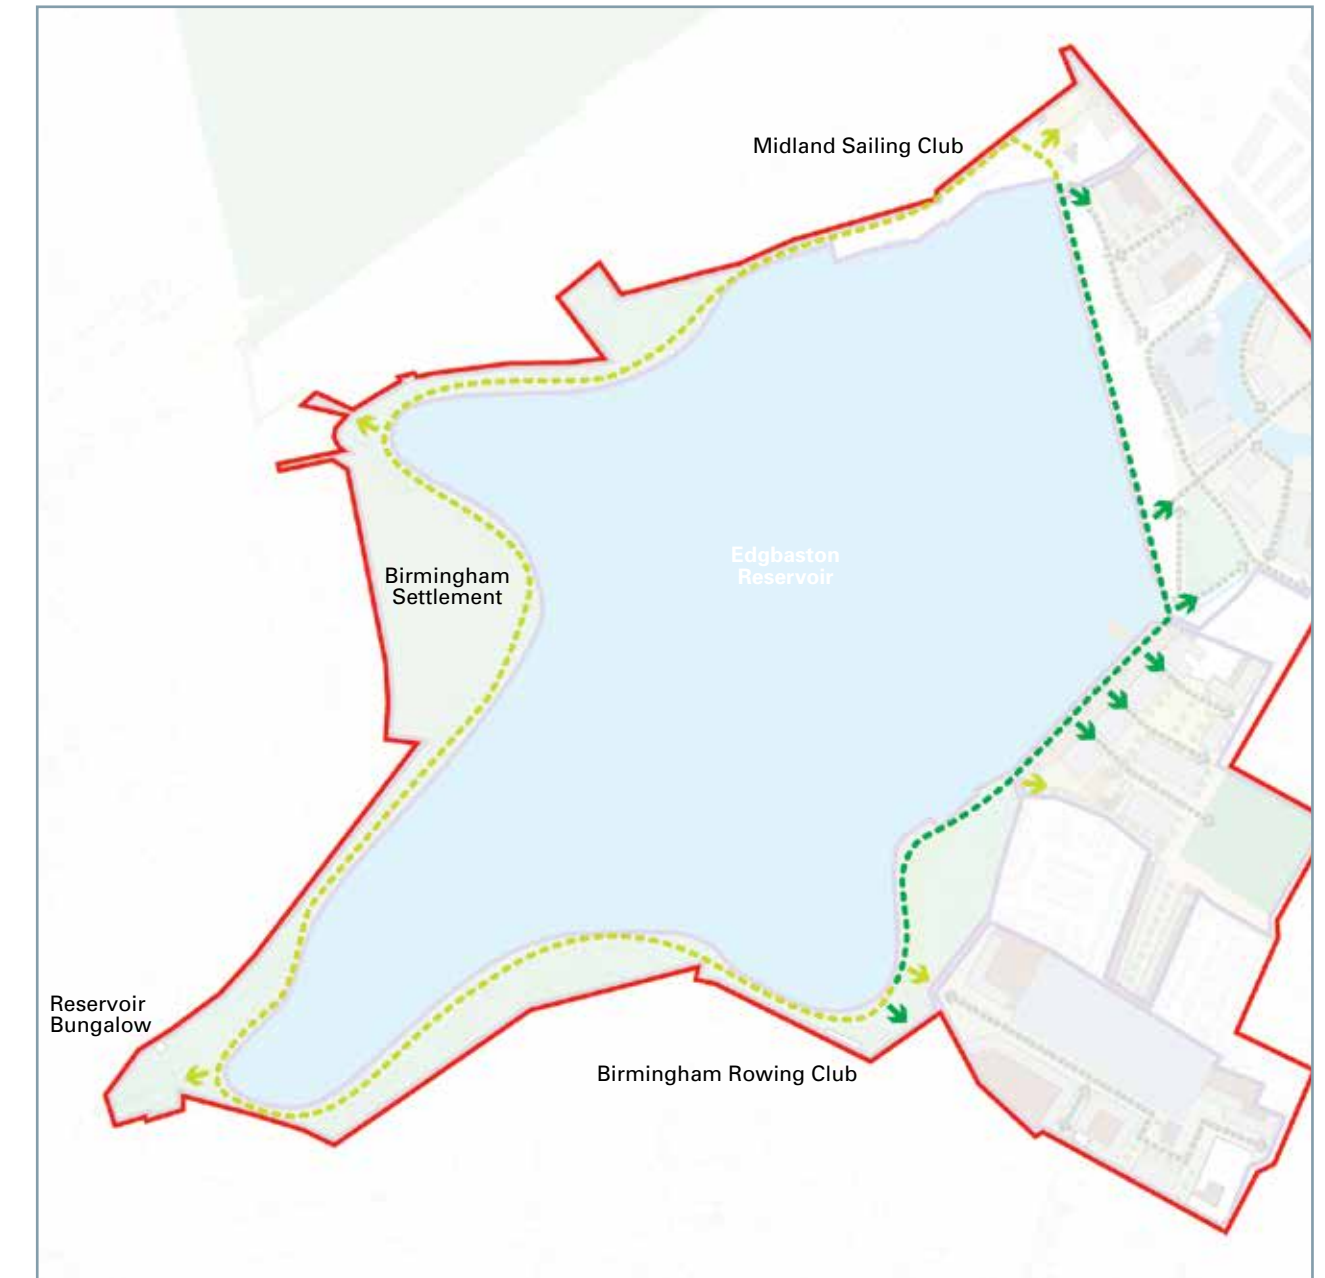 Midland Sailing Club
Edgbaston
Reservoir
Birmingham
Settlement
Reservoir
Bungalow
Birmingham Rowing Club